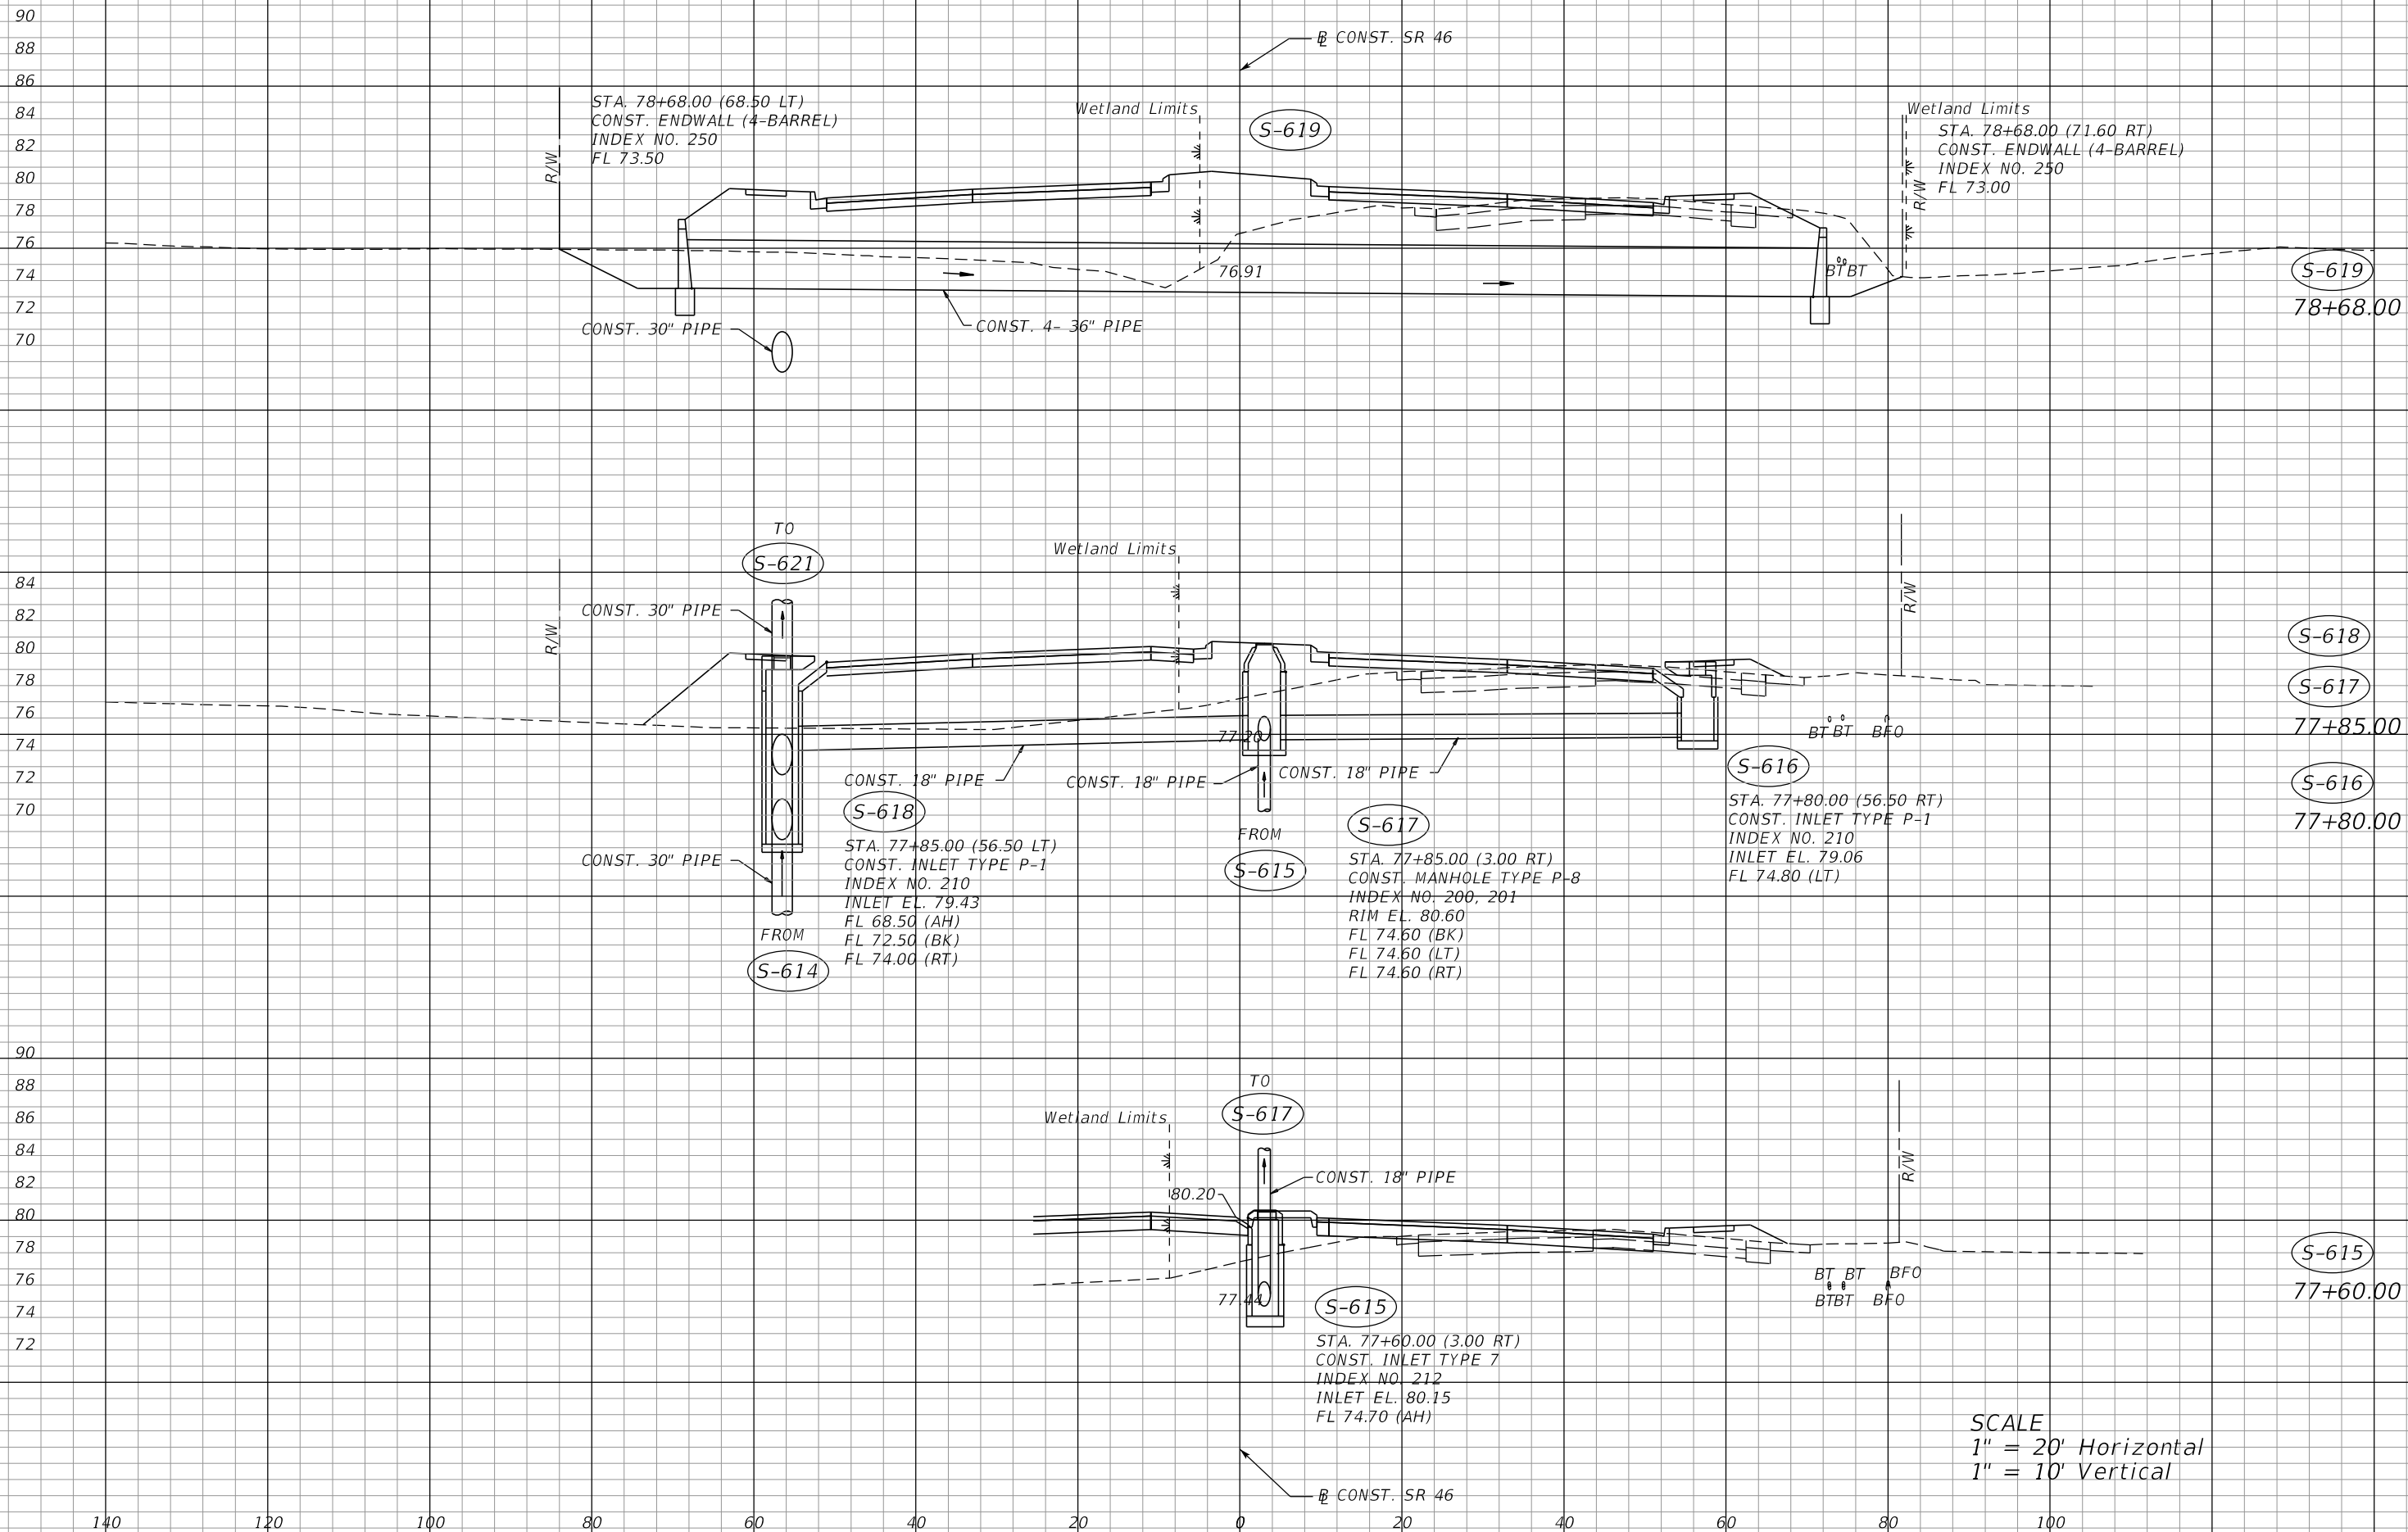 90
88
86
84
82
80
78
76
74
72
70
℄ CONST. SR 46
STA. 78+68.00 (68.50 LT)
CONST. ENDWALL (4-BARREL)
INDEX NO. 250
FL 73.50
R/W
Wetland Limits
S-619
Wetland Limits
STA. 78+68.00 (71.60 RT)
CONST. ENDWALL (4-BARREL)
INDEX NO. 250
FL 73.00
R/W
76.91
BT BT
S-619
78+68.00
CONST. 30" PIPE
CONST. 4- 36" PIPE
84
82
80
78
76
74
72
70
TO
S-621
CONST. 30" PIPE
R/W
Wetland Limits
R/W
S-618
S-617
77+85.00
S-616
77+80.00
77.20
BT BT BFO
CONST. 18" PIPE
CONST. 18" PIPE
CONST. 18" PIPE
S-618
STA. 77+85.00 (56.50 LT)
CONST. INLET TYPE P-1
INDEX NO. 210
INLET EL. 79.43
FL 68.50 (AH)
FL 72.50 (BK)
FL 74.00 (RT)
CONST. 30" PIPE
FROM
S-614
FROM
S-615
S-617
STA. 77+85.00 (3.00 RT)
CONST. MANHOLE TYPE P-8
INDEX NO. 200, 201
RIM EL. 80.60
FL 74.60 (BK)
FL 74.60 (LT)
FL 74.60 (RT)
S-616
STA. 77+80.00 (56.50 RT)
CONST. INLET TYPE P-1
INDEX NO. 210
INLET EL. 79.06
FL 74.80 (LT)
90
88
86
84
82
80
78
76
74
72
TO
S-617
Wetland Limits
CONST. 18" PIPE
80.20
R/W
77.44
BT BT BFO
BT BT BFO
S-615
77+60.00
S-615
STA. 77+60.00 (3.00 RT)
CONST. INLET TYPE 7
INDEX NO. 212
INLET EL. 80.15
FL 74.70 (AH)
℄ CONST. SR 46
SCALE
1" = 20' Horizontal
1" = 10' Vertical
140 120 100 80 60 40 20 0 20 40 60 80 100